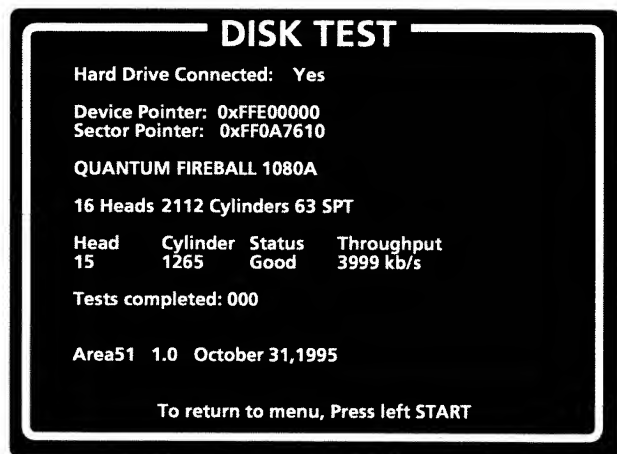 DISK TEST
Hard Drive Connected: Yes
Device Pointer: 0xFFE00000
Sector Pointer: 0xFF0A7610
QUANTUM FIREBALL 1080A
16 Heads 2112 Cylinders 63 SPT
Head Cylinder Status Throughput
15 1265 Good 3999 kb/s
Tests completed: 000
Area51 1.0 October 31,1995
To return to menu, Press left START